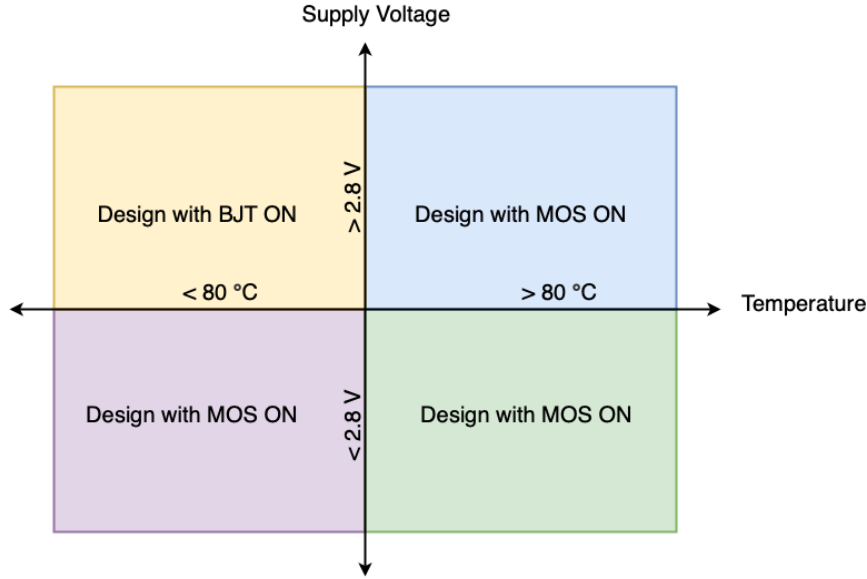 Supply Voltage
> 2.8 V
Design with BJT ON
Design with MOS ON
< 80 °C
> 80 °C
Temperature
< 2.8 V
Design with MOS ON
Design with MOS ON